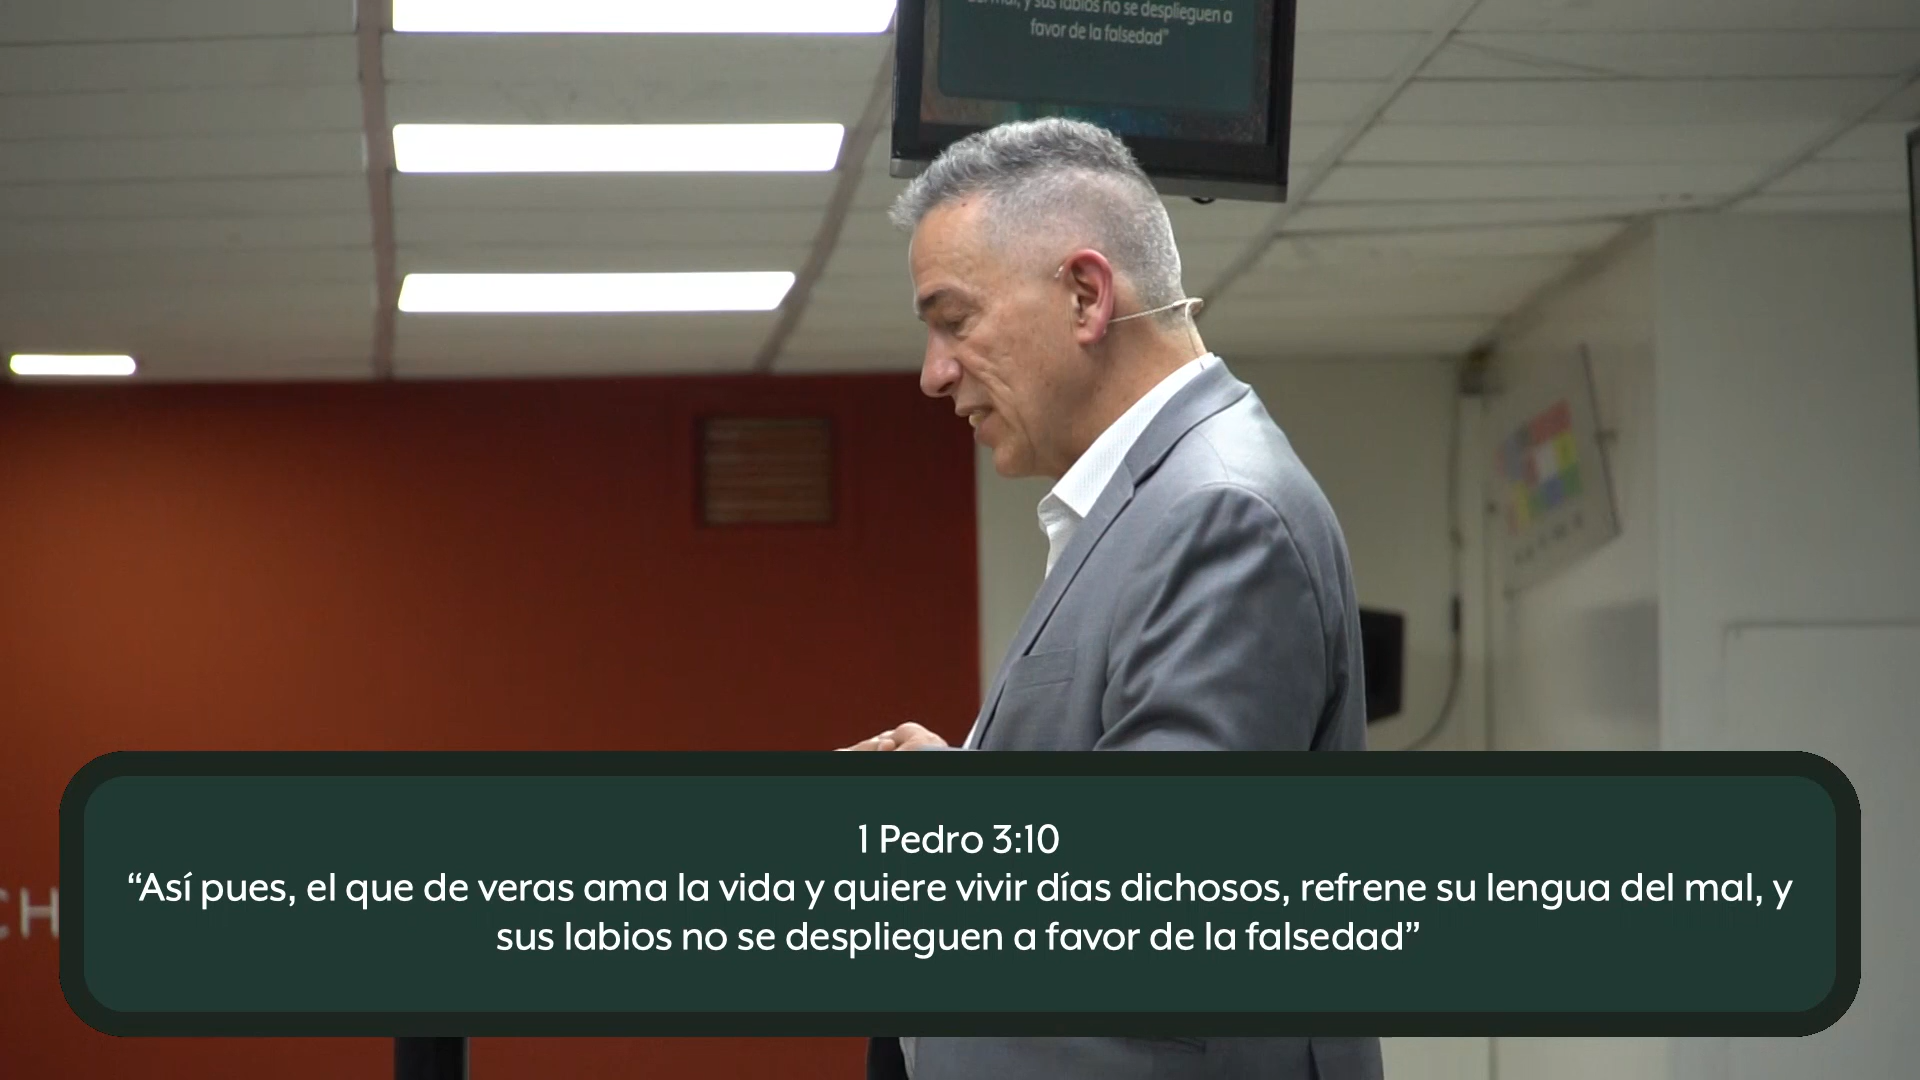 sus labios no se desplieguen a
favor de la falsedad”
CH
1 Pedro 3:10
“Así pues, el que de veras ama la vida y quiere vivir días dichosos, refrene su lengua del mal, y
sus labios no se desplieguen a favor de la falsedad”